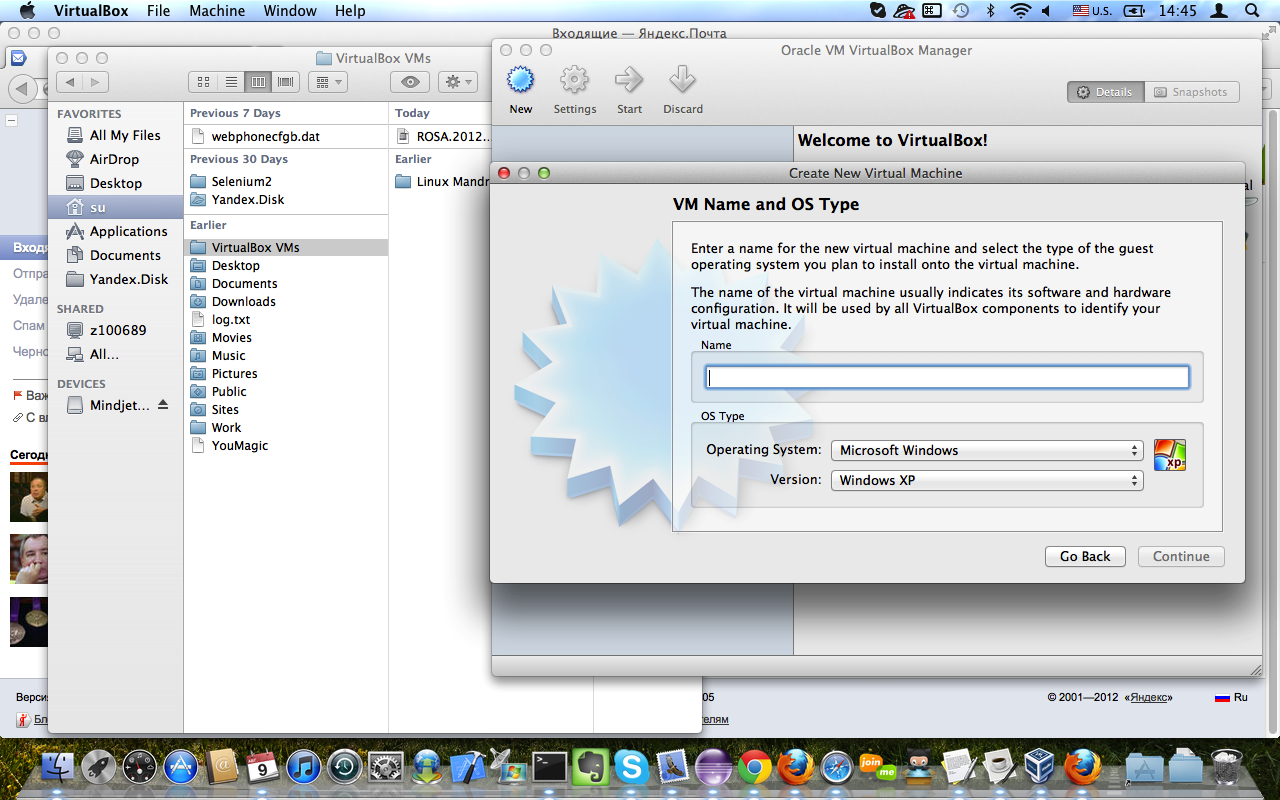 VirtualBox File Machine Window Help
U.S. 14:45
Входящие — Яндекс.Почта
VirtualBox VMs
FAVORITES
All My Files
AirDrop
Desktop
su
Applications
Documents
Yandex.Disk
SHARED
z100689
All...
DEVICES
Mindjet...
Previous 7 Days
webphonecfgb.dat
Previous 30 Days
Selenium2
Yandex.Disk
Earlier
VirtualBox VMs
Desktop
Documents
Downloads
log.txt
Movies
Music
Pictures
Public
Sites
Work
YouMagic
Today
ROSA.2012...
Earlier
Linux Mandr
Oracle VM VirtualBox Manager
New
Settings
Start
Discard
Details
Snapshots
Welcome to VirtualBox!
al
Create New Virtual Machine
VM Name and OS Type
Enter a name for the new virtual machine and select the type of the guest
operating system you plan to install onto the virtual machine.
The name of the virtual machine usually indicates its software and hardware
configuration. It will be used by all VirtualBox components to identify your
virtual machine.
Name
OS Type
Operating System: Microsoft Windows
Version: Windows XP
xp
Go Back
Continue
Входя
Отпра
Удале
Спам
Черно
Важ
С вл
Сегодн
Верси
Бл
05
телям
© 2001—2012 «Яндекс»
Ru
9
join
me